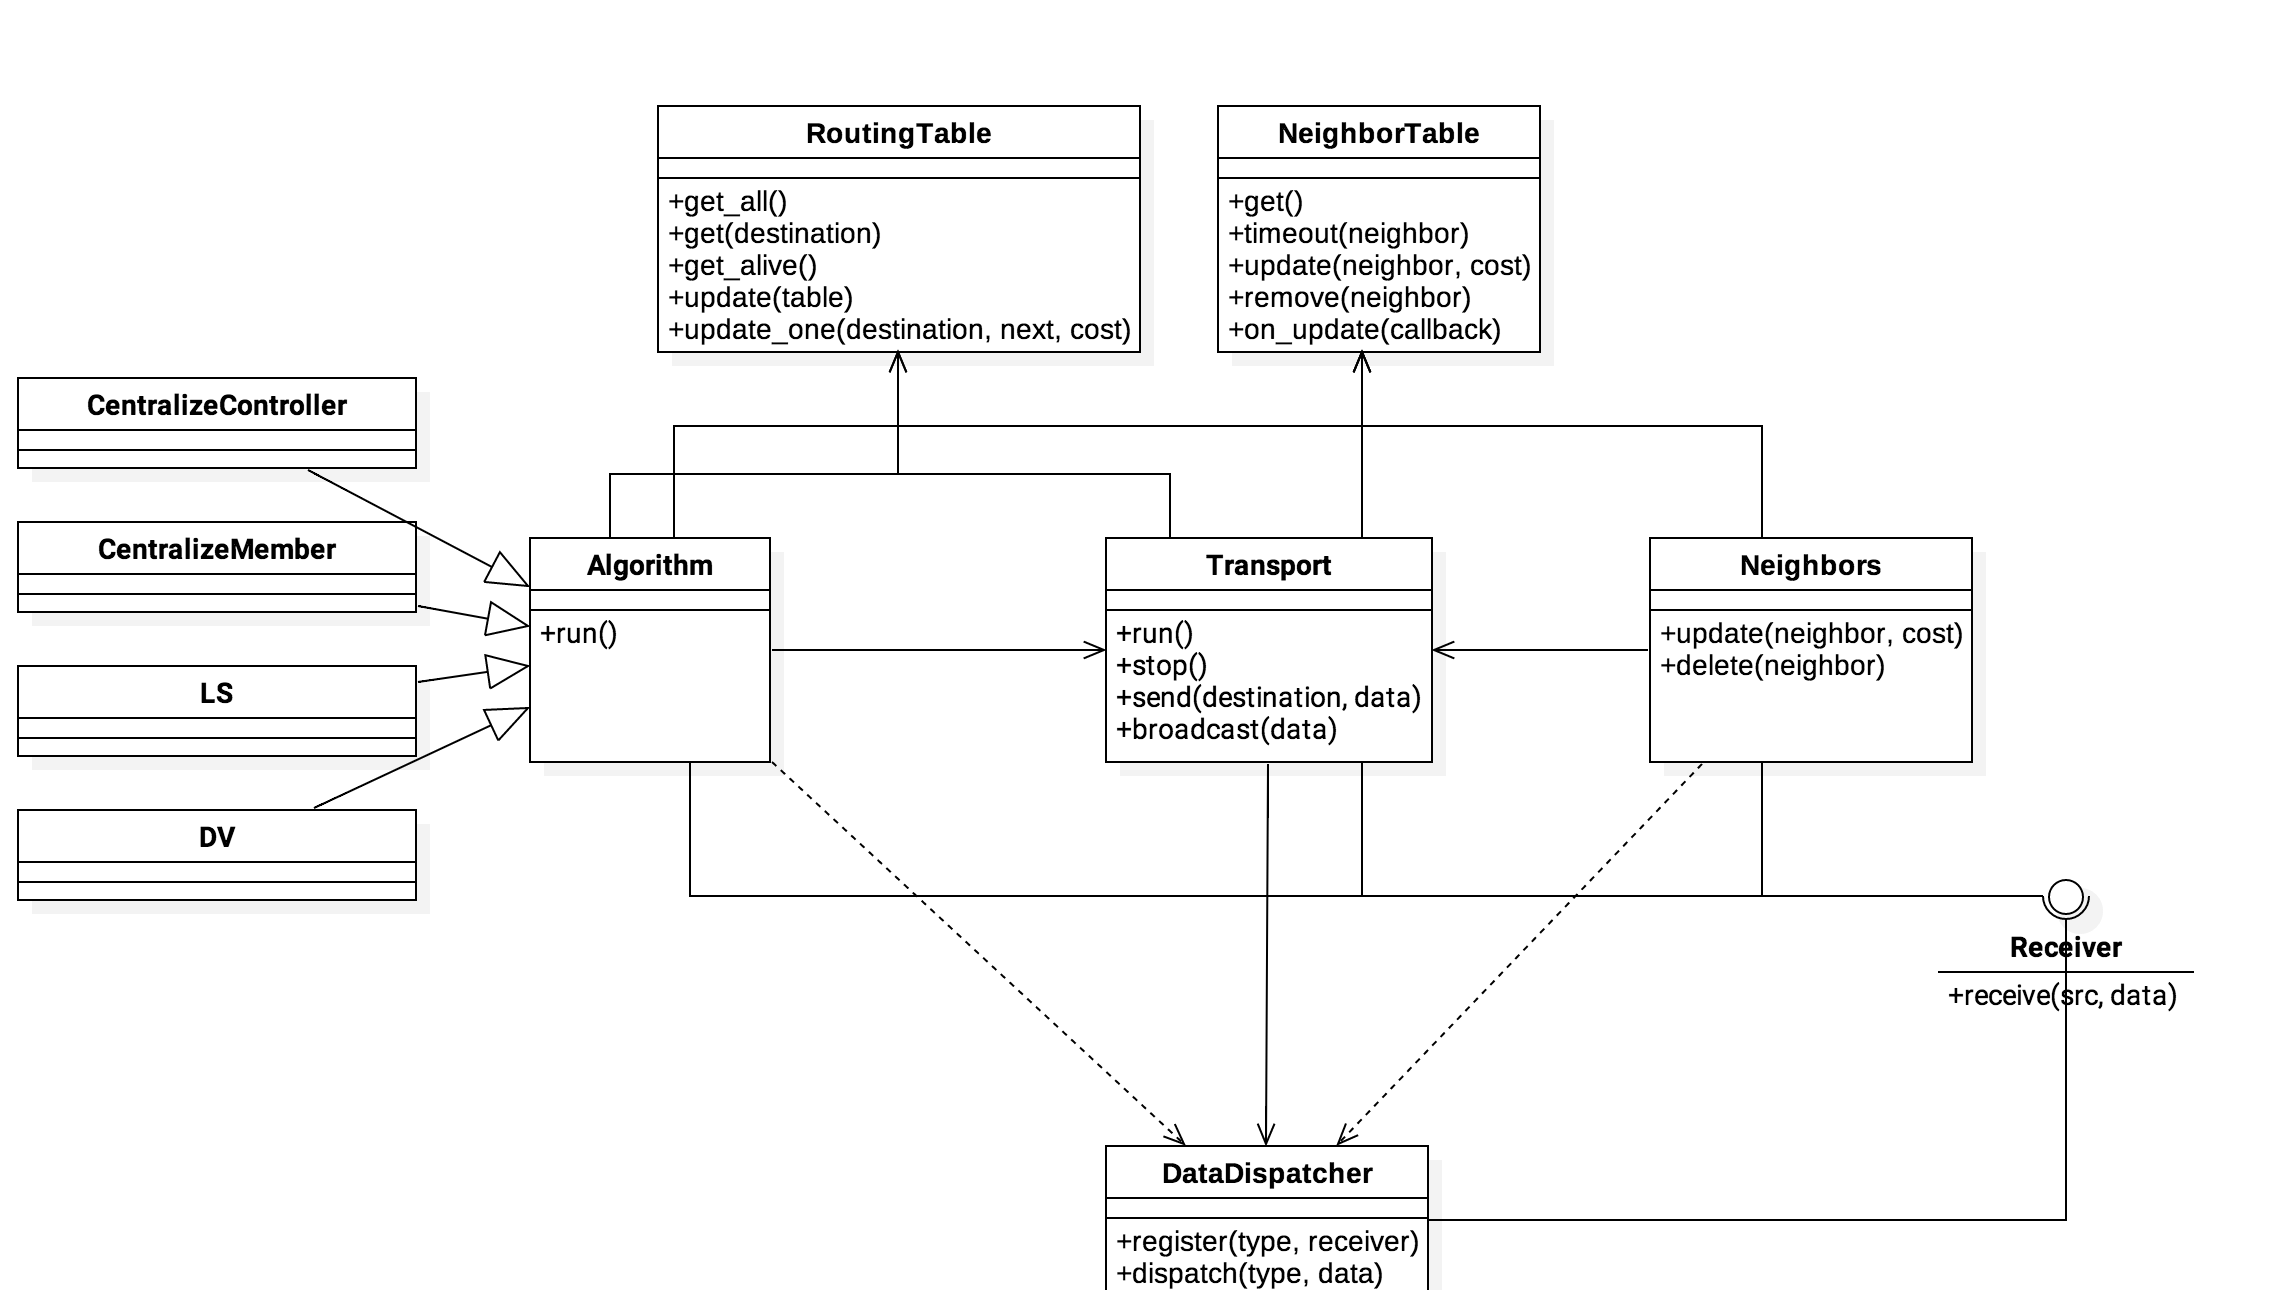 RoutingTable
+get_all()
+get(destination)
+get_alive()
+update(table)
+update_one(destination, next, cost)
NeighborTable
+get()
+timeout(neighbor)
+update(neighbor, cost)
+remove(neighbor)
+on_update(callback)
CentralizeController
CentralizeMember
LS
DV
Algorithm
+run()
Transport
+run()
+stop()
+send(destination, data)
+broadcast(data)
Neighbors
+update(neighbor, cost)
+delete(neighbor)
Receiver
+receive(src, data)
DataDispatcher
+register(type, receiver)
+dispatch(type, data)